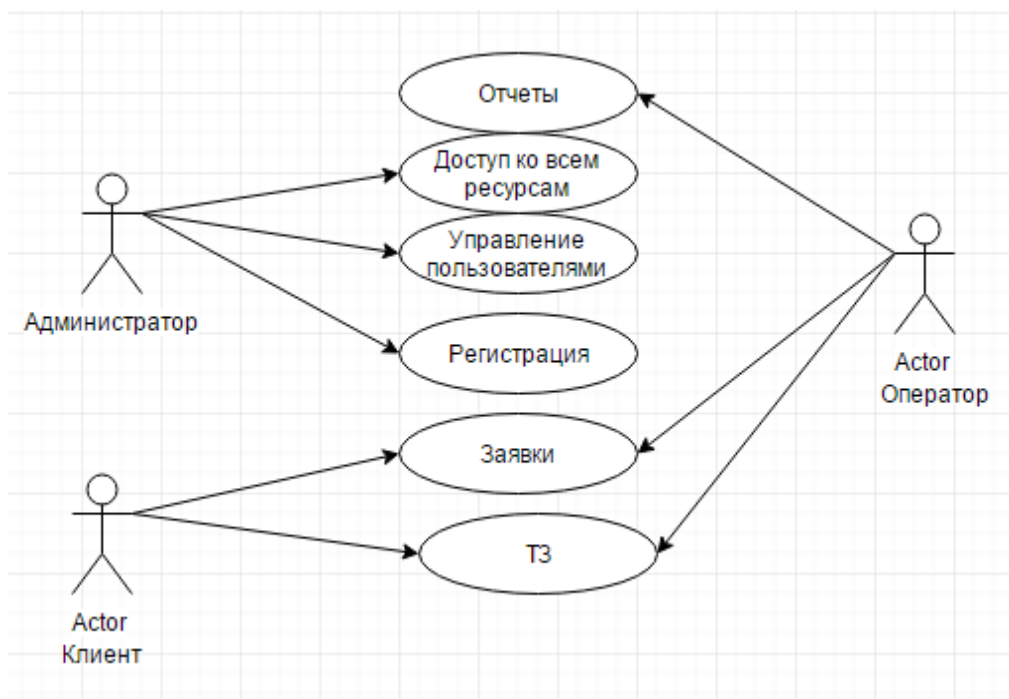 Отчеты
Доступ ко всем
ресурсам
Управление
пользователями
Администратор
Регистрация
Actor
Оператор
Заявки
ТЗ
Actor
Клиент